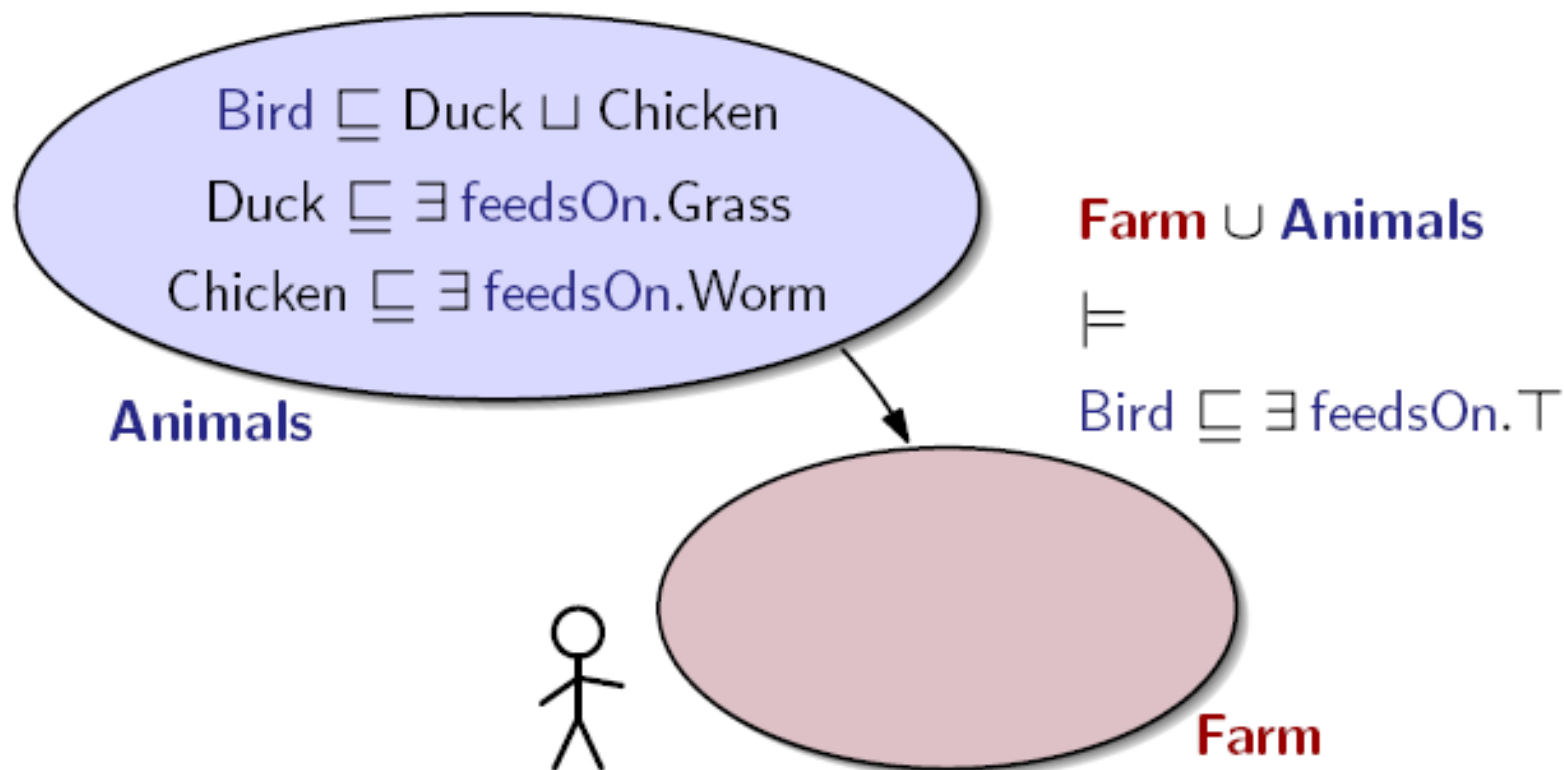 Bird ⊑ Duck ⊔ Chicken
Duck ⊑ ∃ feedsOn.Grass
Chicken ⊑ ∃ feedsOn.Worm
Animals
Farm ∪ Animals
⊨
Bird ⊑ ∃ feedsOn.⊤
Farm